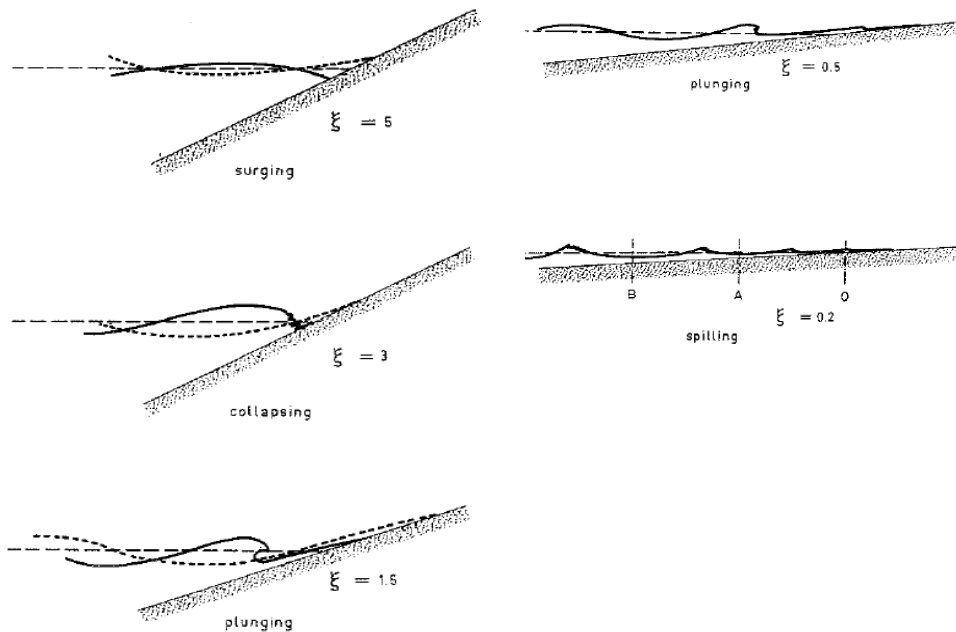 ξ = 5
surging
ξ = 3
collapsing
ξ = 1.5
plunging
ξ = 0.5
plunging
B A O
ξ = 0.2
spilling